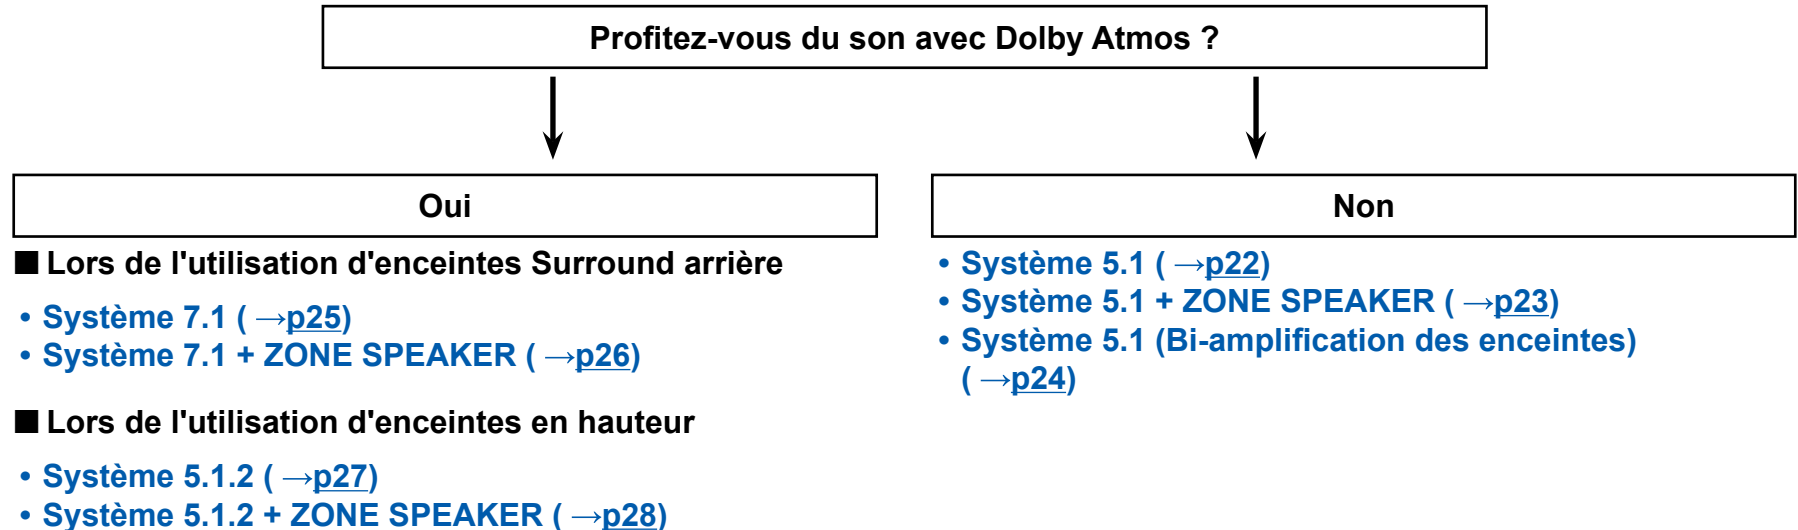 Profitez-vous du son avec Dolby Atmos ?
Oui
■ Lors de l'utilisation d'enceintes Surround arrière
• Système 7.1 ( →p25)
• Système 7.1 + ZONE SPEAKER ( →p26)
■ Lors de l'utilisation d'enceintes en hauteur
• Système 5.1.2 ( →p27)
• Système 5.1.2 + ZONE SPEAKER ( →p28)
Non
• Système 5.1 ( →p22)
• Système 5.1 + ZONE SPEAKER ( →p23)
• Système 5.1 (Bi-amplification des enceintes)
( →p24)